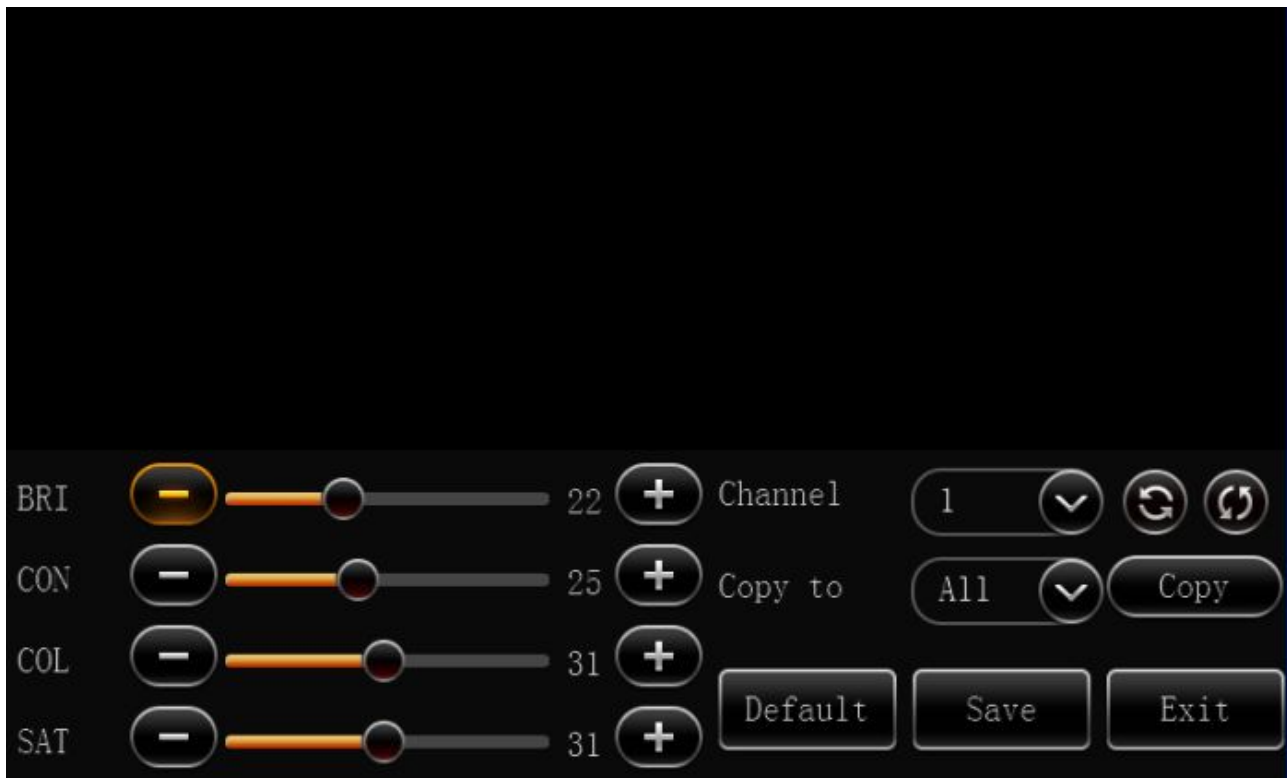 BRI 22 Channel 1
CON 25 Copy to All Copy
COL 31
Default Save Exit
SAT 31